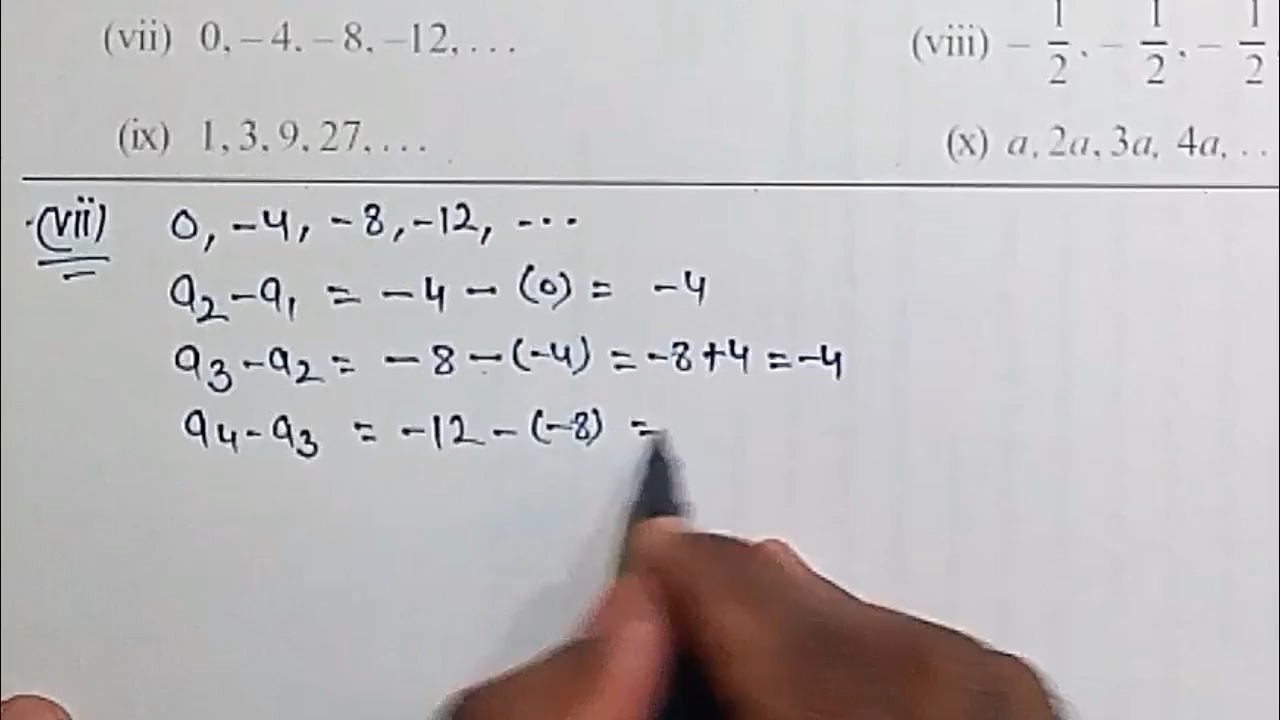 (vii) 0, – 4, – 8, –12, . . . (viii) – 1/2, – 1/2, – 1/2
(ix) 1, 3, 9, 27, . . . (x) a, 2a, 3a, 4a, . .
(vii) 0, -4, -8, -12, ...
a₂-a₁ = -4 - (0) = -4
a₃-a₂ = -8 -(-4) = -8+4 = -4
a₄-a₃ = -12 - (-8) =